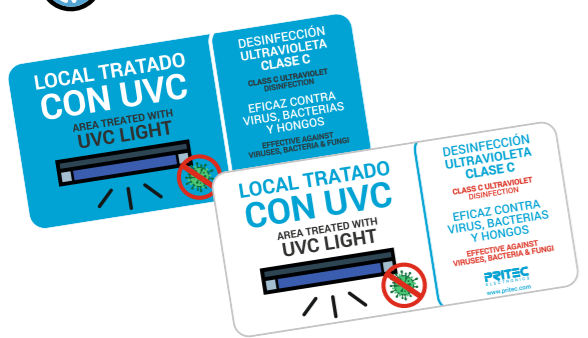 LOCAL TRATADO
CON UVC
AREA TREATED WITH
UVC LIGHT
DESINFECCIÓN
ULTRAVIOLETA
CLASE C
CLASS C ULTRAVIOLET
DISINFECTION
EFICAZ CONTRA
VIRUS, BACTERIAS
Y HONGOS
EFFECTIVE AGAINST
VIRUSES, BACTERIA & FUNGI
LOCAL TRATADO
CON UVC
AREA TREATED WITH
UVC LIGHT
DESINFECCIÓN
ULTRAVIOLETA
CLASE C
CLASS C ULTRAVIOLET
DISINFECTION
EFICAZ CONTRA
VIRUS, BACTERIAS
Y HONGOS
EFFECTIVE AGAINST
VIRUSES, BACTERIA & FUNGI
PRITEC
ELECTRONICS
www.pritec.com